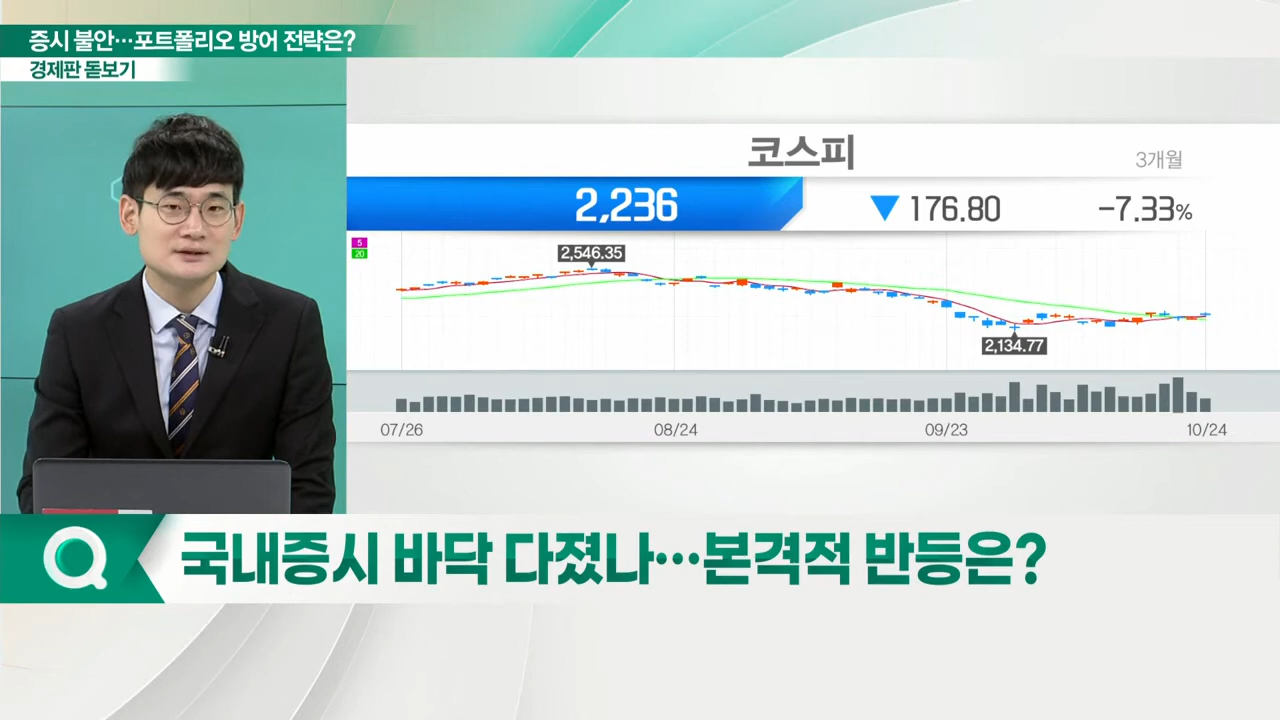 증시 불안…포트폴리오 방어 전략은?
경제판 돋보기
코스피
3개월
2,236
▼ 176.80
-7.33%
5
20
2,546.35
2,134.77
07/26
08/24
09/23
10/24
Q
국내증시 바닥 다졌나…본격적 반등은?